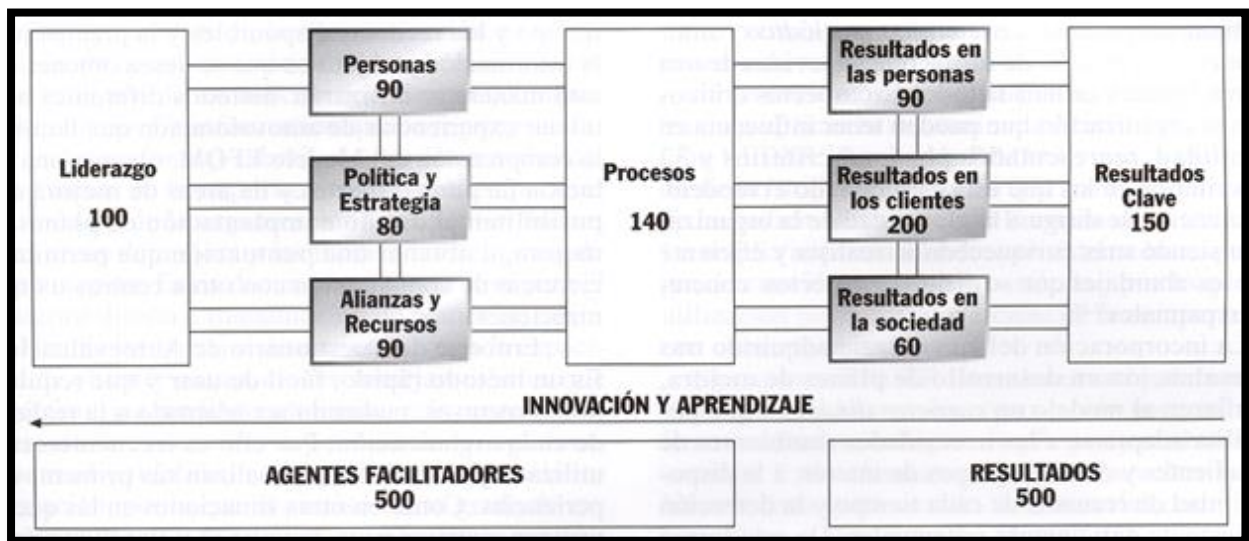 Liderazgo
100
Personas
90
Política y
Estrategia
80
Alianzas y
Recursos
90
Procesos
140
Resultados en
las personas
90
Resultados en
los clientes
200
Resultados en
la sociedad
60
Resultados
Clave
150
INNOVACIÓN Y APRENDIZAJE
AGENTES FACILITADORES
500
RESULTADOS
500